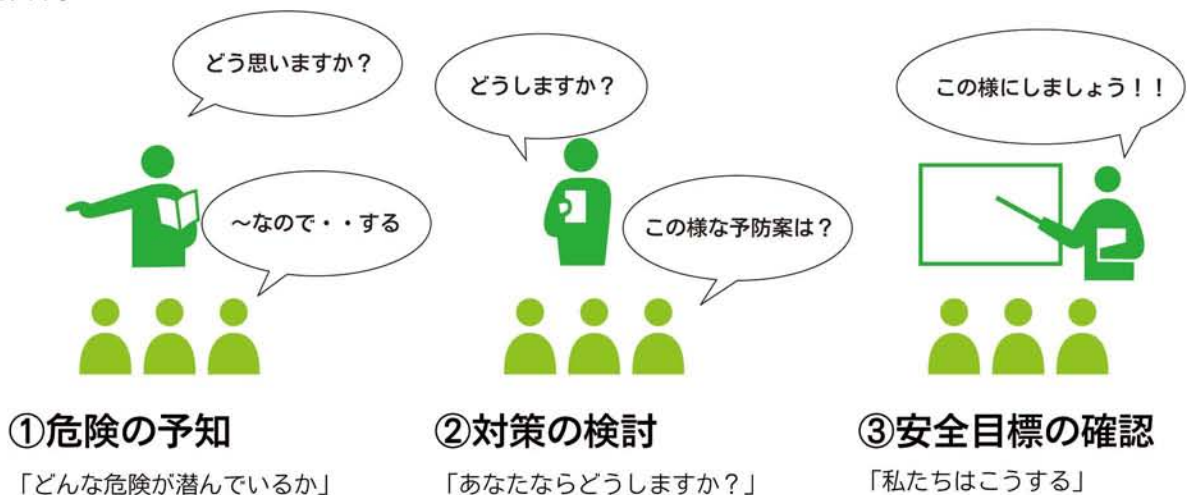 どう思いますか？
～なので・・する
①危険の予知
「どんな危険が潜んでいるか」
どうしますか？
この様な予防案は？
②対策の検討
「あなたならどうしますか？」
この様にしましょう！！
③安全目標の確認
「私たちはこうする」